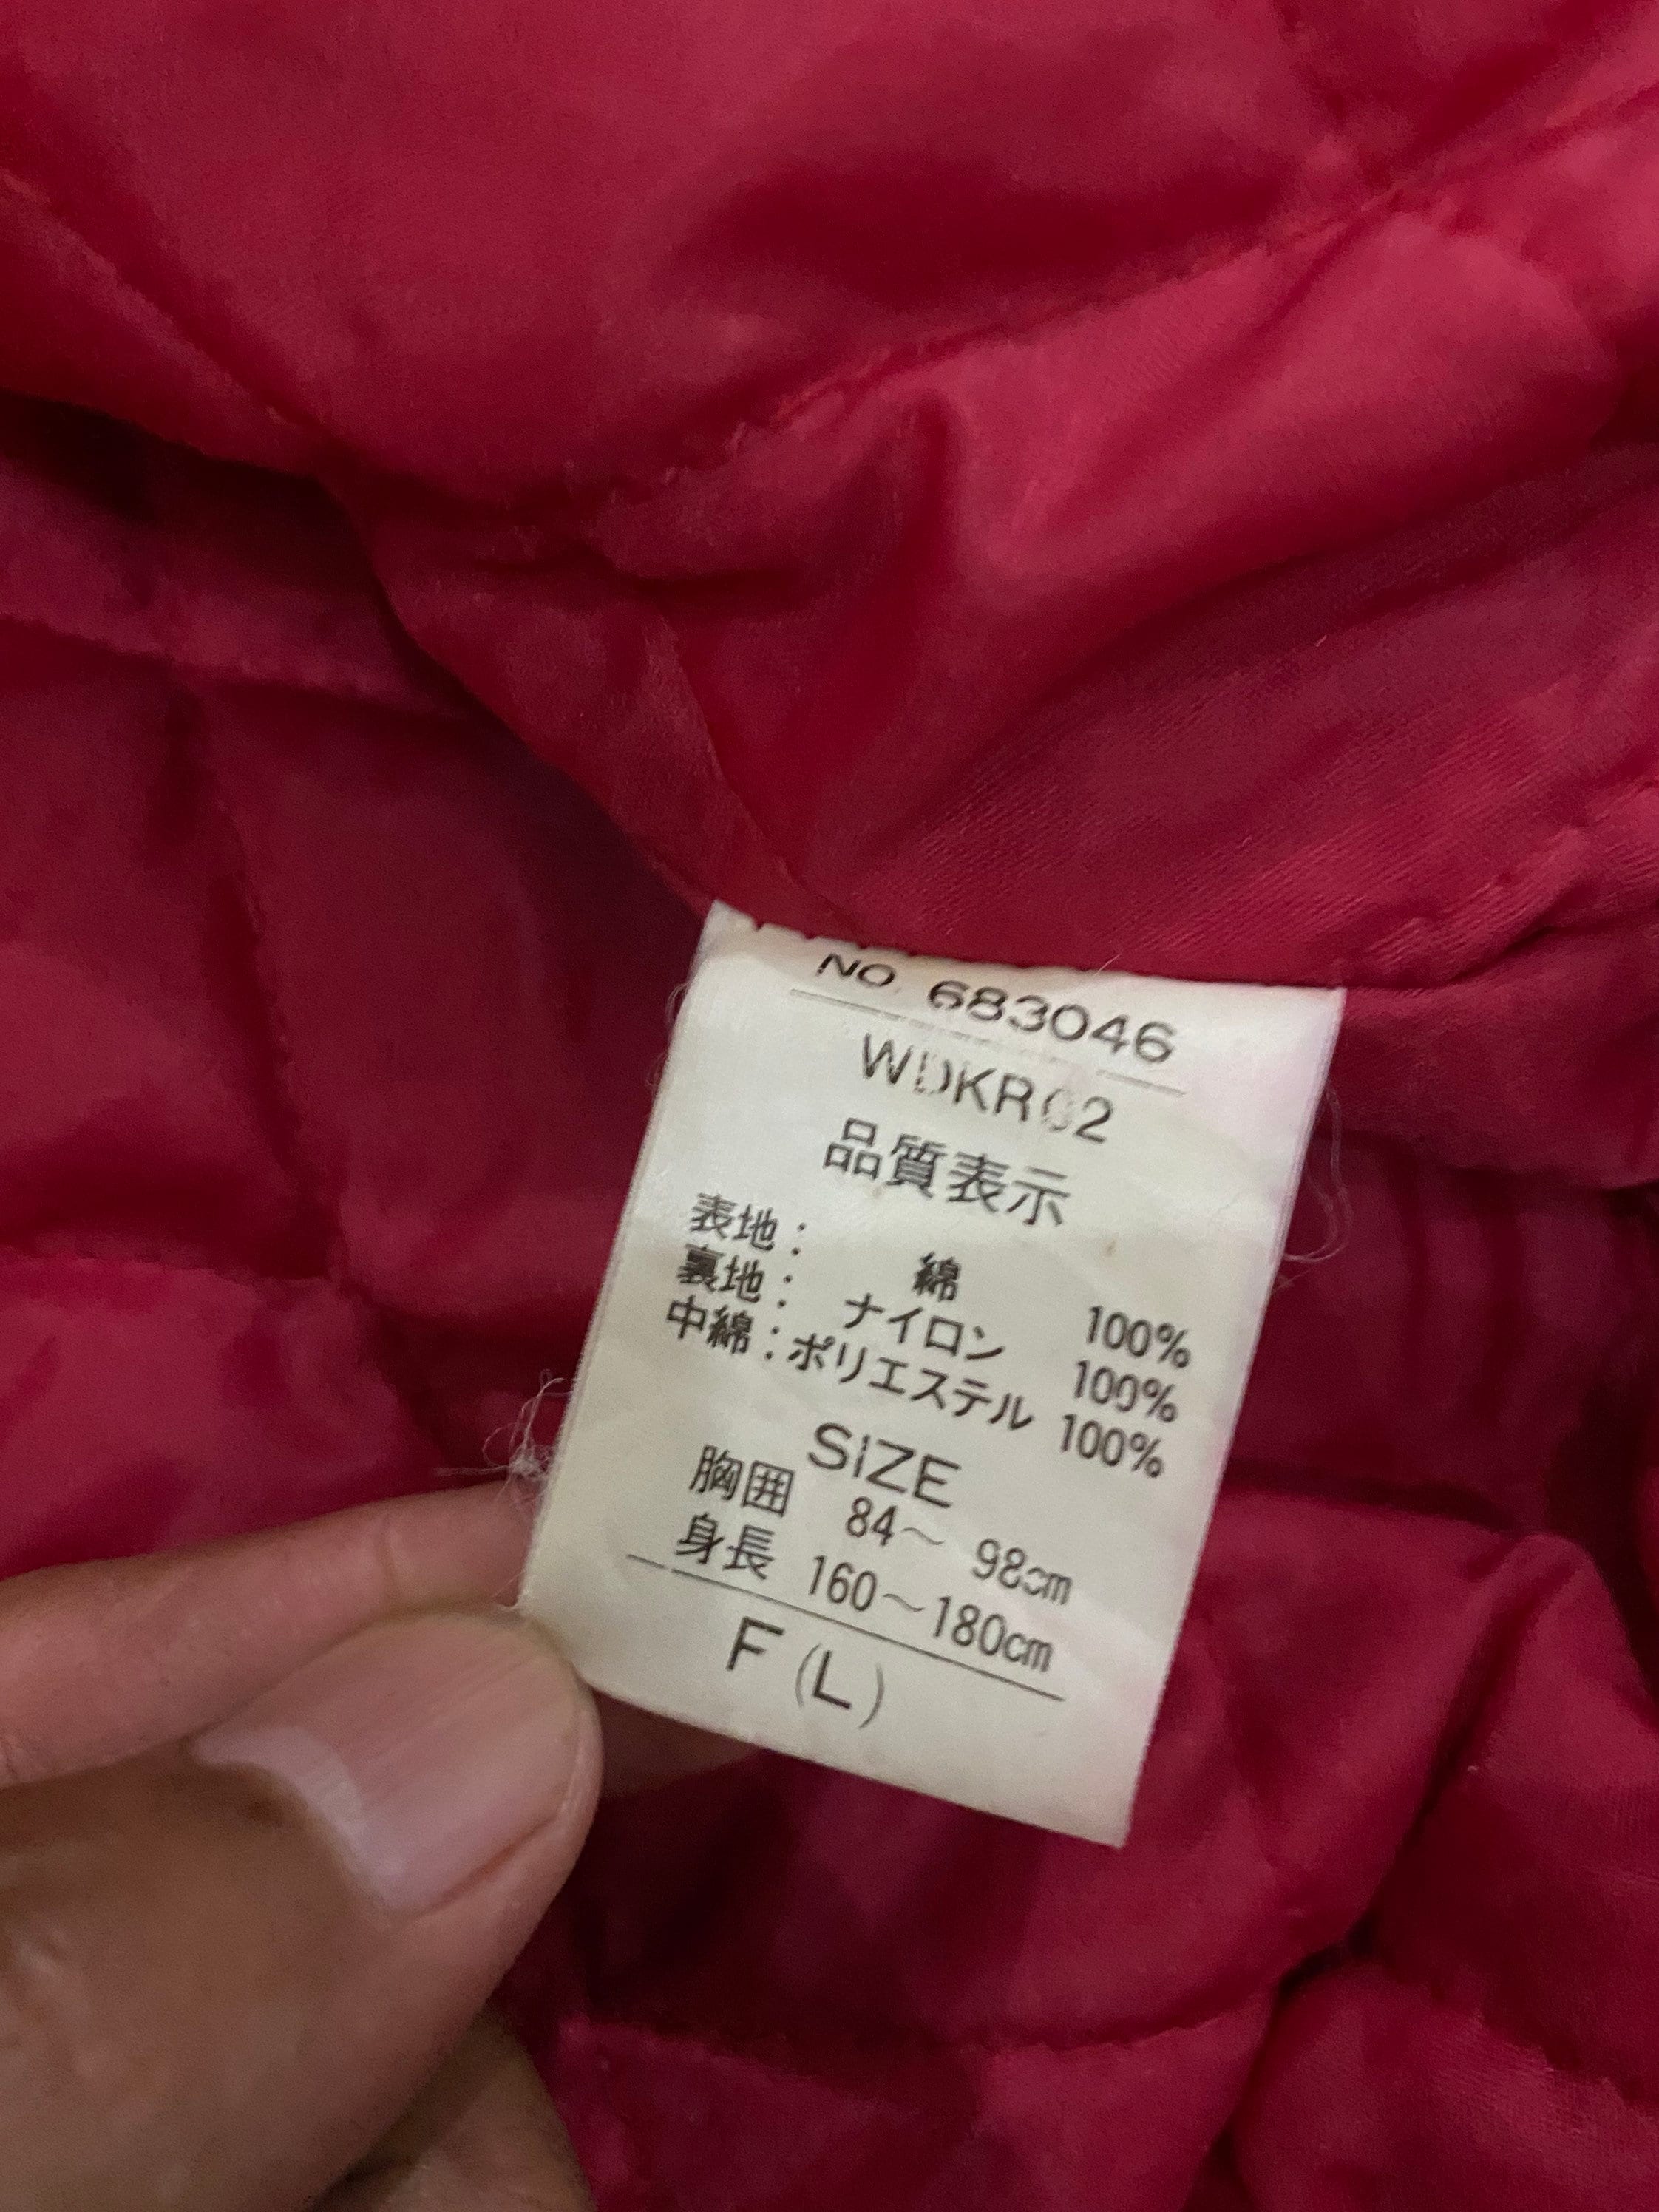 NO. 683046
WDKR02
品質表示
表地: 綿 100%
裏地: ナイロン 100%
中綿:ポリエステル 100%
SIZE
胸囲 84〜 98cm
身長 160〜180cm
F (L)